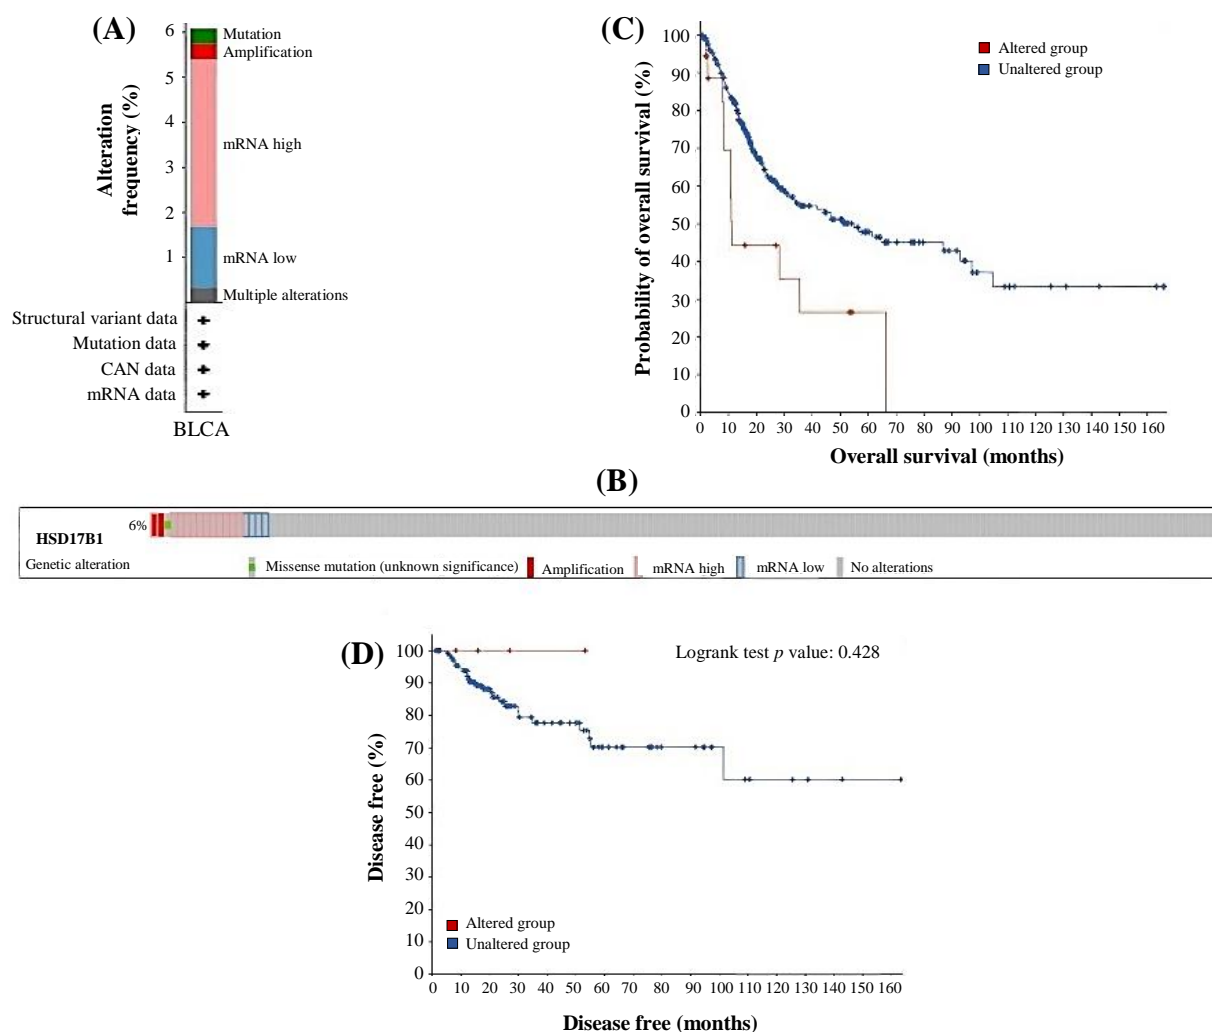 (A)
Alteration
frequency (%)
6
5
4
3
2
1
Mutation
Amplification
mRNA high
mRNA low
Multiple alterations
Structural variant data
Mutation data
CAN data
mRNA data
BLCA
(C)
Probability of overall survival (%)
100
90
80
70
60
50
40
30
20
10
0
Altered group
Unaltered group
0 10 20 30 40 50 60 70 80 90 100 110 120 130 140 150 160
Overall survival (months)
(B)
HSD17B1
6%
Genetic alteration
Missense mutation (unknown significance)
Amplification
mRNA high
mRNA low
No alterations
(D)
Logrank test p value: 0.428
Disease free (%)
100
90
80
70
60
50
40
30
20
10
0
Altered group
Unaltered group
0 10 20 30 40 50 60 70 80 90 100 110 120 130 140 150 160
Disease free (months)